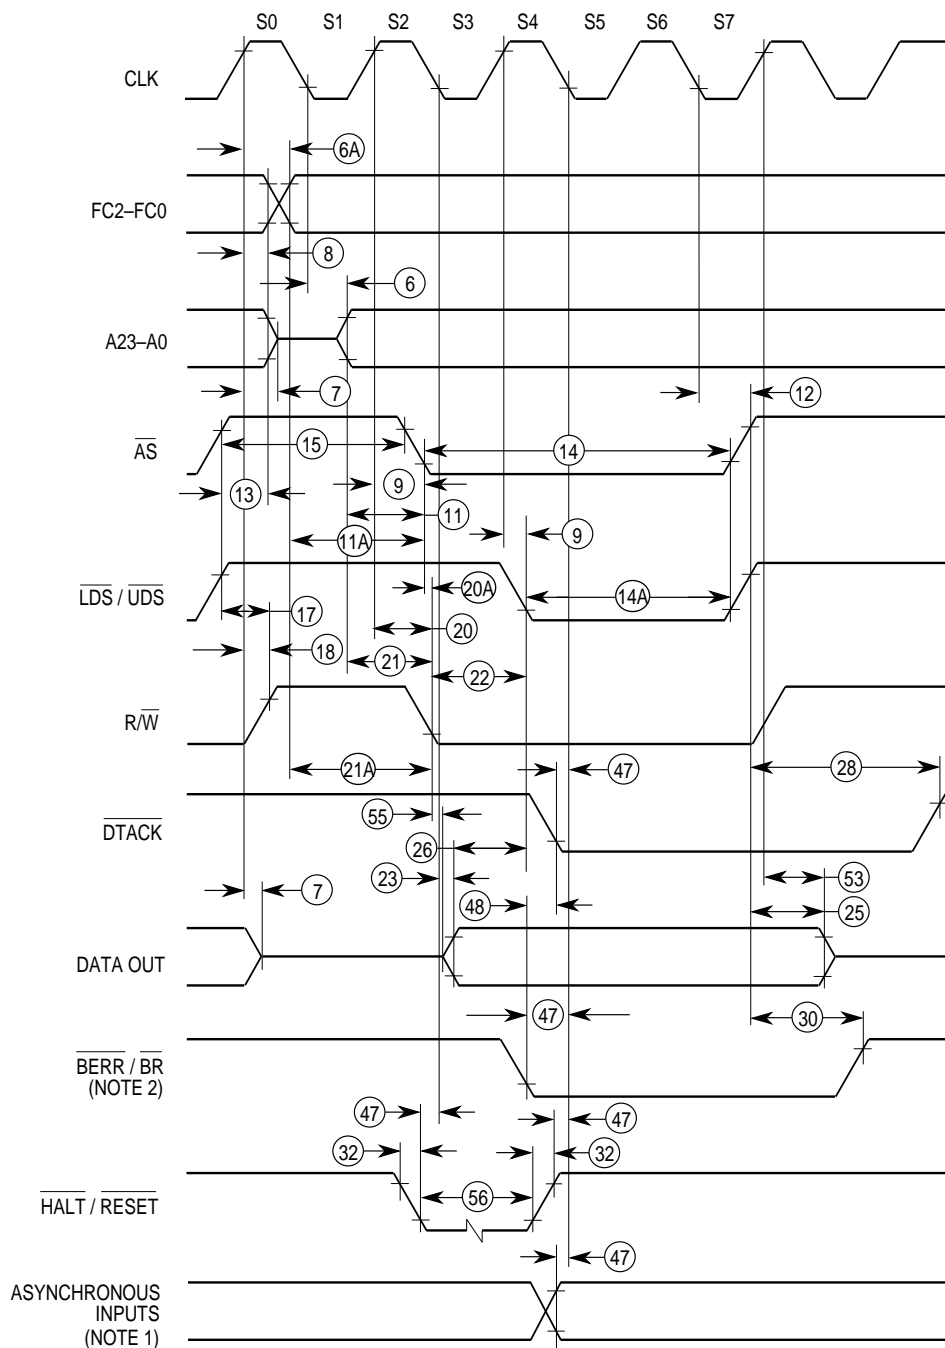 S0 S1 S2 S3 S4 S5 S6 S7
CLK
6A
FC2–FC0
8
6
A23–A0
7
12
AS
15
14
13
9
11
9
11A
LDS / UDS
20A
14A
17
20
18
21
22
R/W
21A
47
28
DTACK
55
26
23
53
7
48
25
DATA OUT
47
30
BERR / BR
(NOTE 2)
47
47
32
32
HALT / RESET
56
47
ASYNCHRONOUS
INPUTS
(NOTE 1)